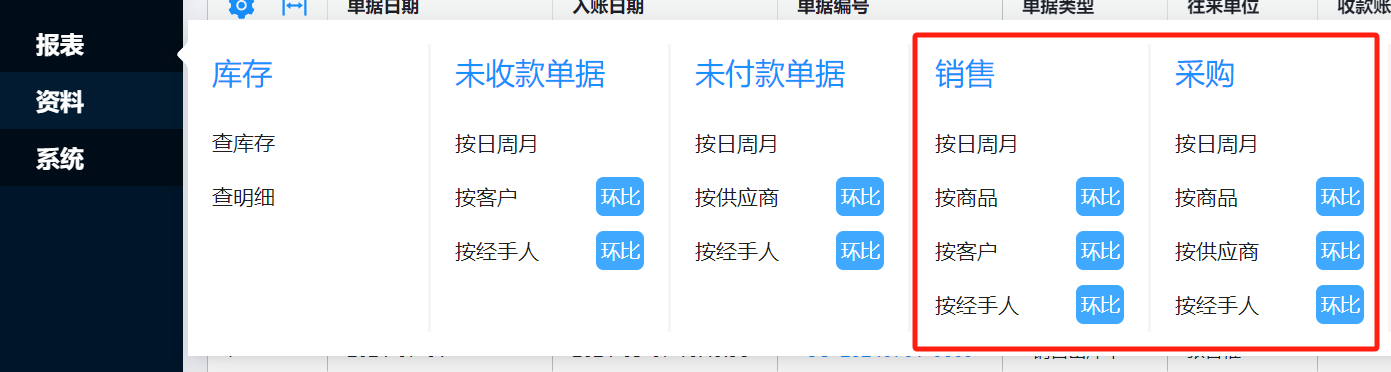 单据日期 入账日期 单据编号 单据类型 往来单位 收款账
报表
资料
系统
库存
查库存
查明细
未收款单据
按日周月
按客户 环比
按经手人 环比
未付款单据
按日周月
按供应商 环比
按经手人 环比
销售
按日周月
按商品 环比
按客户 环比
按经手人 环比
采购
按日周月
按商品 环比
按供应商 环比
按经手人 环比